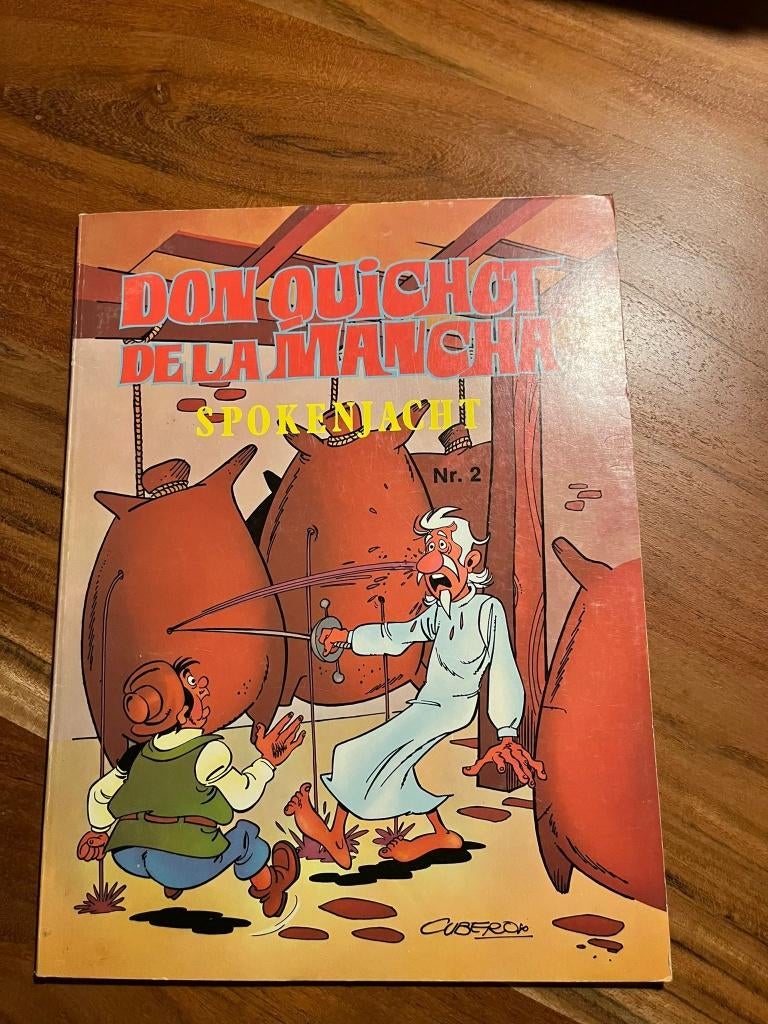 DON QUICHOT
DE LA MANCHA
SPOKENJACHT
Nr. 2
CUBERO